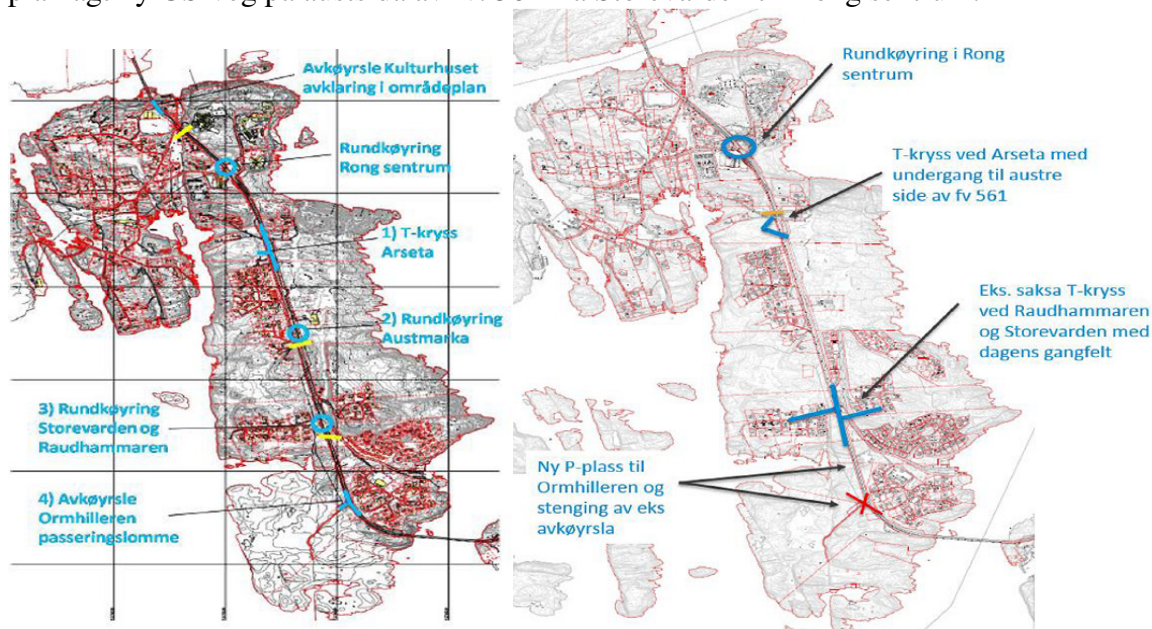 Avkøyrsle Kulturhuset
avklaring i områdeplan
Rundkøyring
Rong sentrum
1) T-kryss
Arseta
2) Rundkøyring
Austmarka
3) Rundkøyring
Storevarden og
Raudhammaren
4) Avkøyrsle
Ormhilleren
passeringslomme
Rundkøyring i Rong
sentrum
T-kryss ved Arseta med
undergang til austre
side av fv 561
Eks. saksa T-kryss
ved Raudhammaren
og Storevarden med
dagens gangfelt
Ny P-plass til
Ormhilleren og
stenging av eks
avkøyrsla